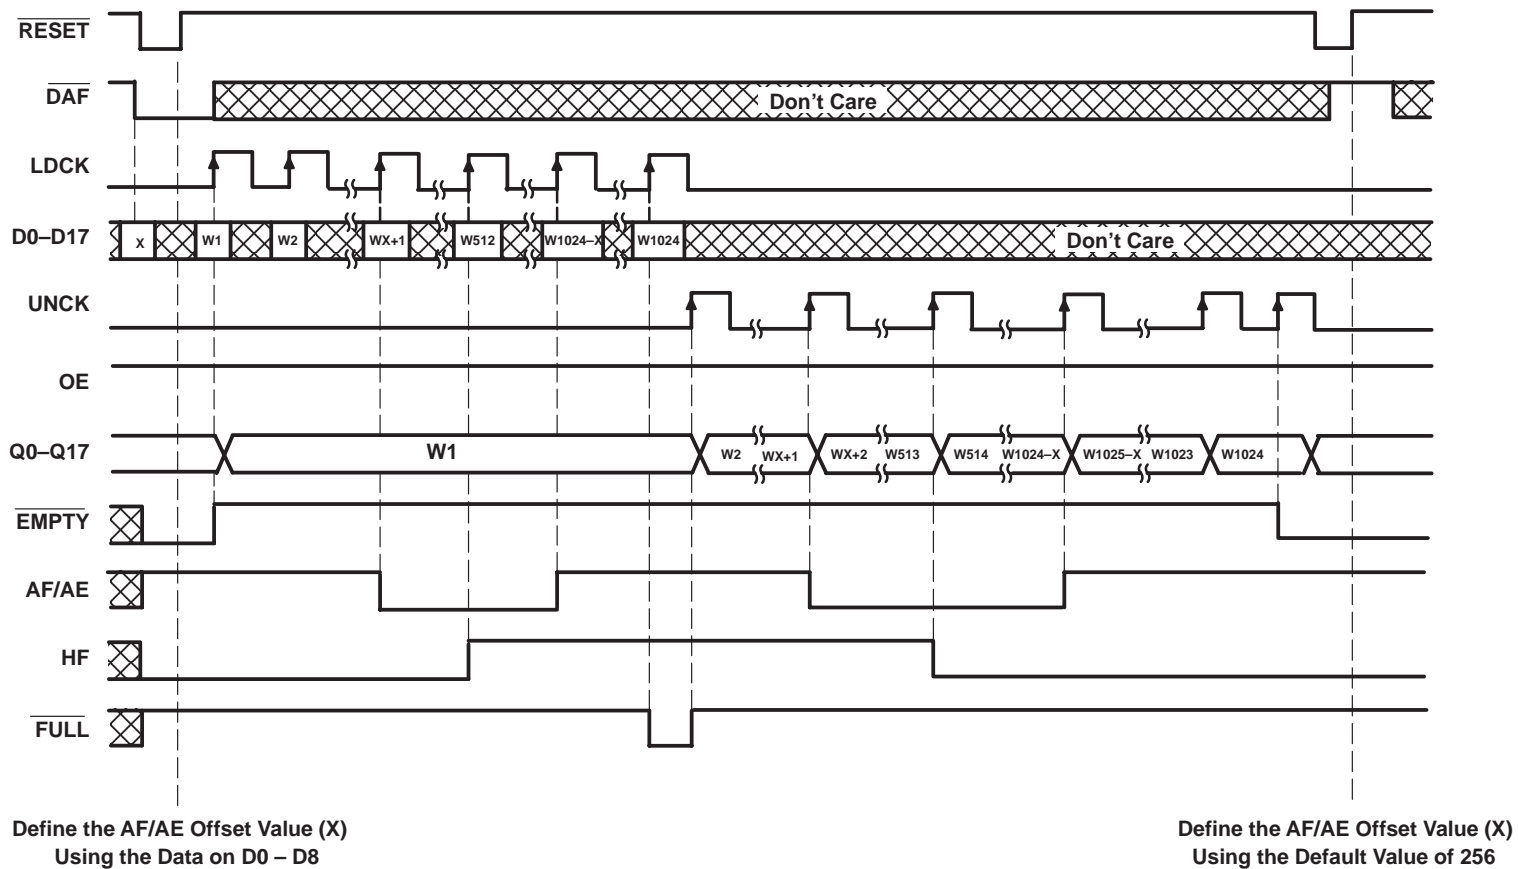 RESET
DAF
Don't Care
LDCK
D0–D17
X
W1
W2
WX+1
W512
W1024–X
W1024
Don't Care
UNCK
OE
Q0–Q17
W1
W2
WX+1
WX+2
W513
W514
W1024–X
W1025–X
W1023
W1024
EMPTY
AF/AE
HF
FULL
Define the AF/AE Offset Value (X)
Using the Data on D0 – D8
Define the AF/AE Offset Value (X)
Using the Default Value of 256